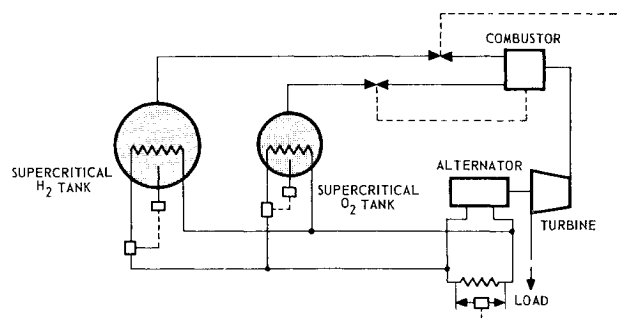 COMBUSTOR
SUPERCRITICAL
H2 TANK
SUPERCRITICAL
O2 TANK
ALTERNATOR
TURBINE
LOAD